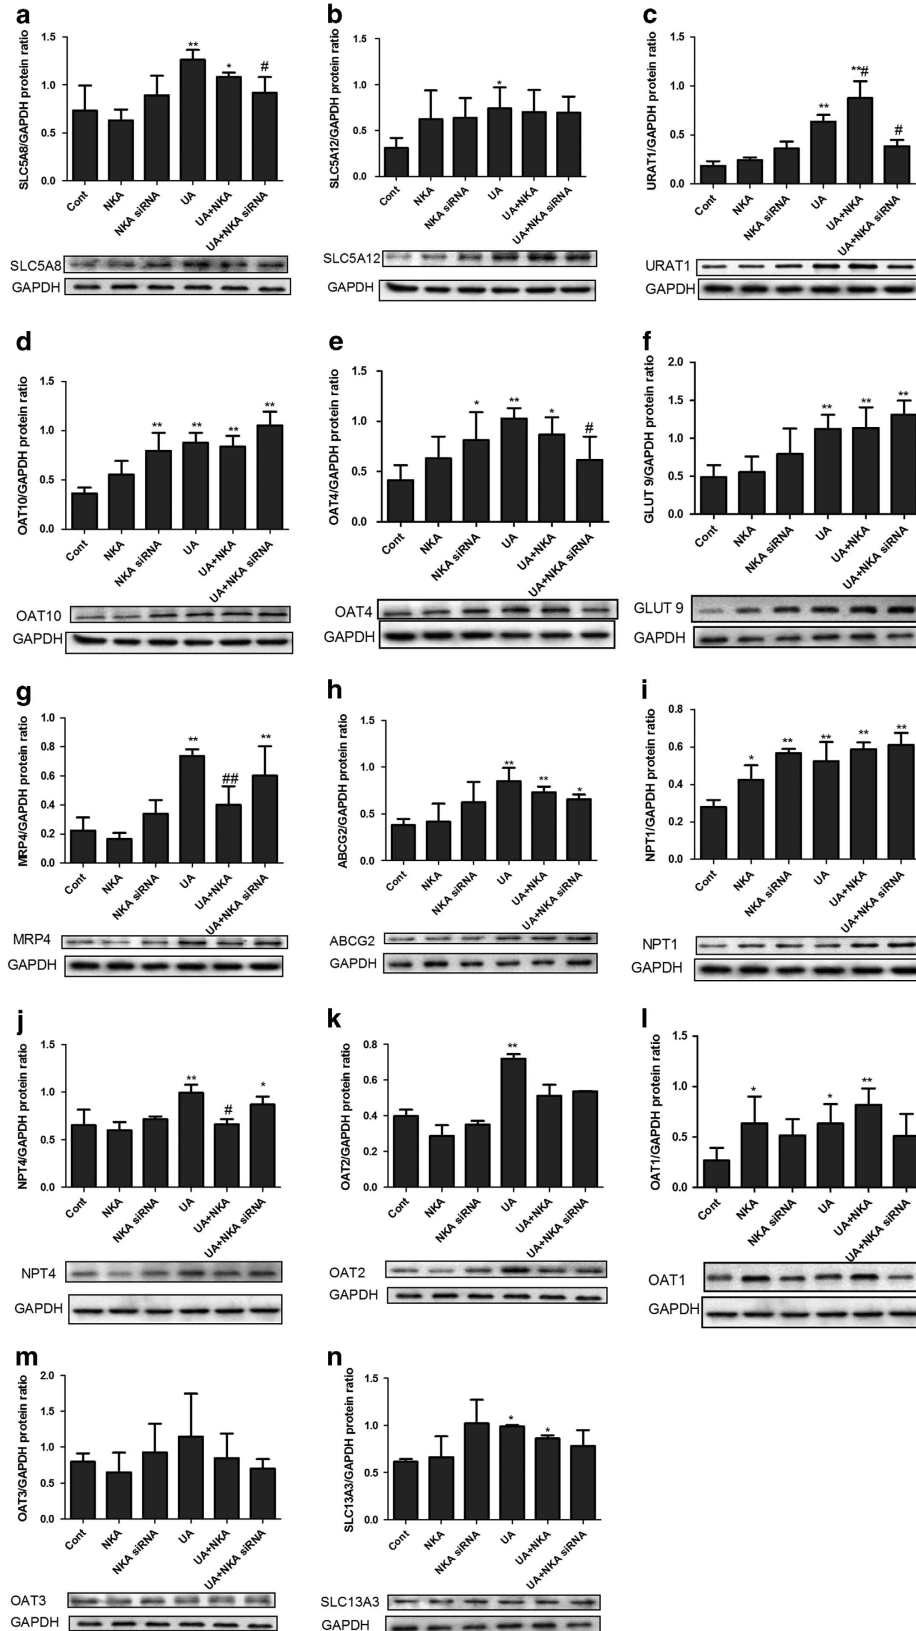 a
SLC5A8/GAPDH protein ratio
1.5
1.0
0.5
0.0
**
*
#
Cont
NKA
NKA siRNA
UA
UA+NKA
UA+NKA siRNA
SLC5A8
GAPDH
b
SLC5A12/GAPDH protein ratio
1.5
1.0
0.5
0.0
*
Cont
NKA
NKA siRNA
UA
UA+NKA
UA+NKA siRNA
SLC5A12
GAPDH
c
URAT1/GAPDH protein ratio
1.5
1.0
0.5
0.0
**
**#
#
Cont
NKA
NKA siRNA
UA
UA+NKA
UA+NKA siRNA
URAT1
GAPDH
d
OAT10/GAPDH protein ratio
1.5
1.0
0.5
0.0
**
**
**
**
Cont
NKA
NKA siRNA
UA
UA+NKA
UA+NKA siRNA
OAT10
GAPDH
e
OAT4/GAPDH protein ratio
1.5
1.0
0.5
0.0
*
**
*
#
Cont
NKA
NKA siRNA
UA
UA+NKA
UA+NKA siRNA
OAT4
GAPDH
f
GLUT 9/GAPDH protein ratio
2.0
1.5
1.0
0.5
0.0
**
**
**
Cont
NKA
NKA siRNA
UA
UA+NKA
UA+NKA siRNA
GLUT 9
GAPDH
g
MRP4/GAPDH protein ratio
1.0
0.8
0.6
0.4
0.2
0.0
**
##
**
Cont
NKA
NKA siRNA
UA
UA+NKA
UA+NKA siRNA
MRP4
GAPDH
h
ABCG2/GAPDH protein ratio
1.5
1.0
0.5
0.0
**
**
*
Cont
NKA
NKA siRNA
UA
UA+NKA
UA+NKA siRNA
ABCG2
GAPDH
i
NPT1/GAPDH protein ratio
0.8
0.6
0.4
0.2
0.0
*
**
**
**
**
Cont
NKA
NKA siRNA
UA
UA+NKA
UA+NKA siRNA
NPT1
GAPDH
j
NPT4/GAPDH protein ratio
1.5
1.0
0.5
0.0
**
#
*
Cont
NKA
NKA siRNA
UA
UA+NKA
UA+NKA siRNA
NPT4
GAPDH
k
OAT2/GAPDH protein ratio
0.8
0.6
0.4
0.2
0.0
**
Cont
NKA
NKA siRNA
UA
UA+NKA
UA+NKA siRNA
OAT2
GAPDH
l
OAT1/GAPDH protein ratio
1.5
1.0
0.5
0.0
*
*
**
Cont
NKA
NKA siRNA
UA
UA+NKA
UA+NKA siRNA
OAT1
GAPDH
m
OAT3/GAPDH protein ratio
2.0
1.5
1.0
0.5
0.0
Cont
NKA
NKA siRNA
UA
UA+NKA
UA+NKA siRNA
OAT3
GAPDH
n
SLC13A3/GAPDH protein ratio
1.5
1.0
0.5
0.0
*
*
Cont
NKA
NKA siRNA
UA
UA+NKA
UA+NKA siRNA
SLC13A3
GAPDH